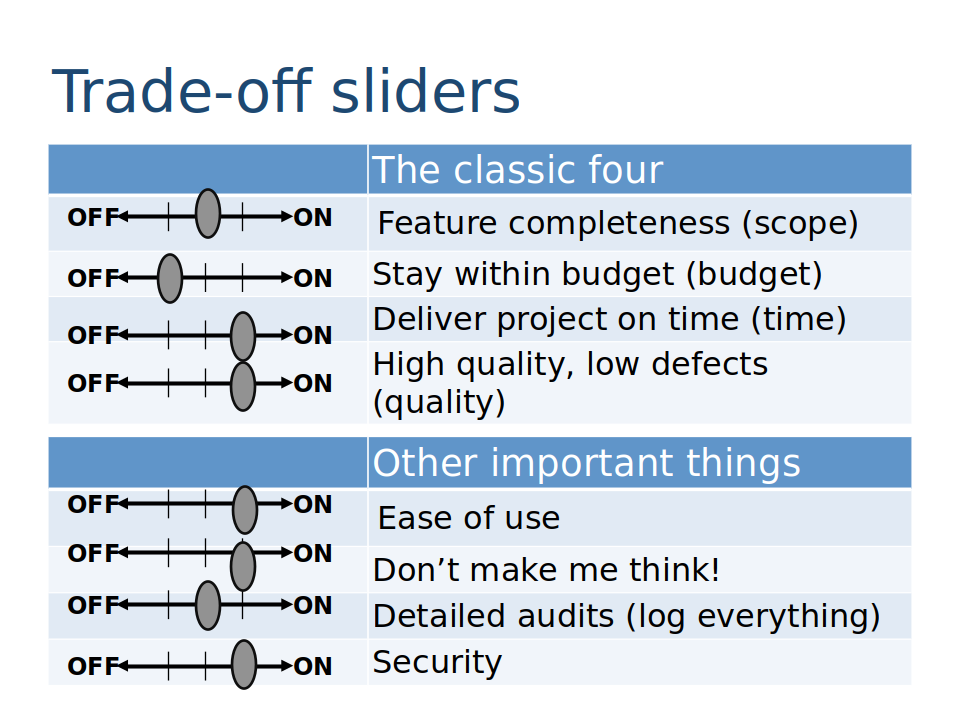 Trade-off sliders
The classic four
OFF ON Feature completeness (scope)
OFF ON Stay within budget (budget)
OFF ON Deliver project on time (time)
OFF ON High quality, low defects
(quality)
Other important things
OFF ON Ease of use
OFF ON Don’t make me think!
OFF ON Detailed audits (log everything)
OFF ON Security